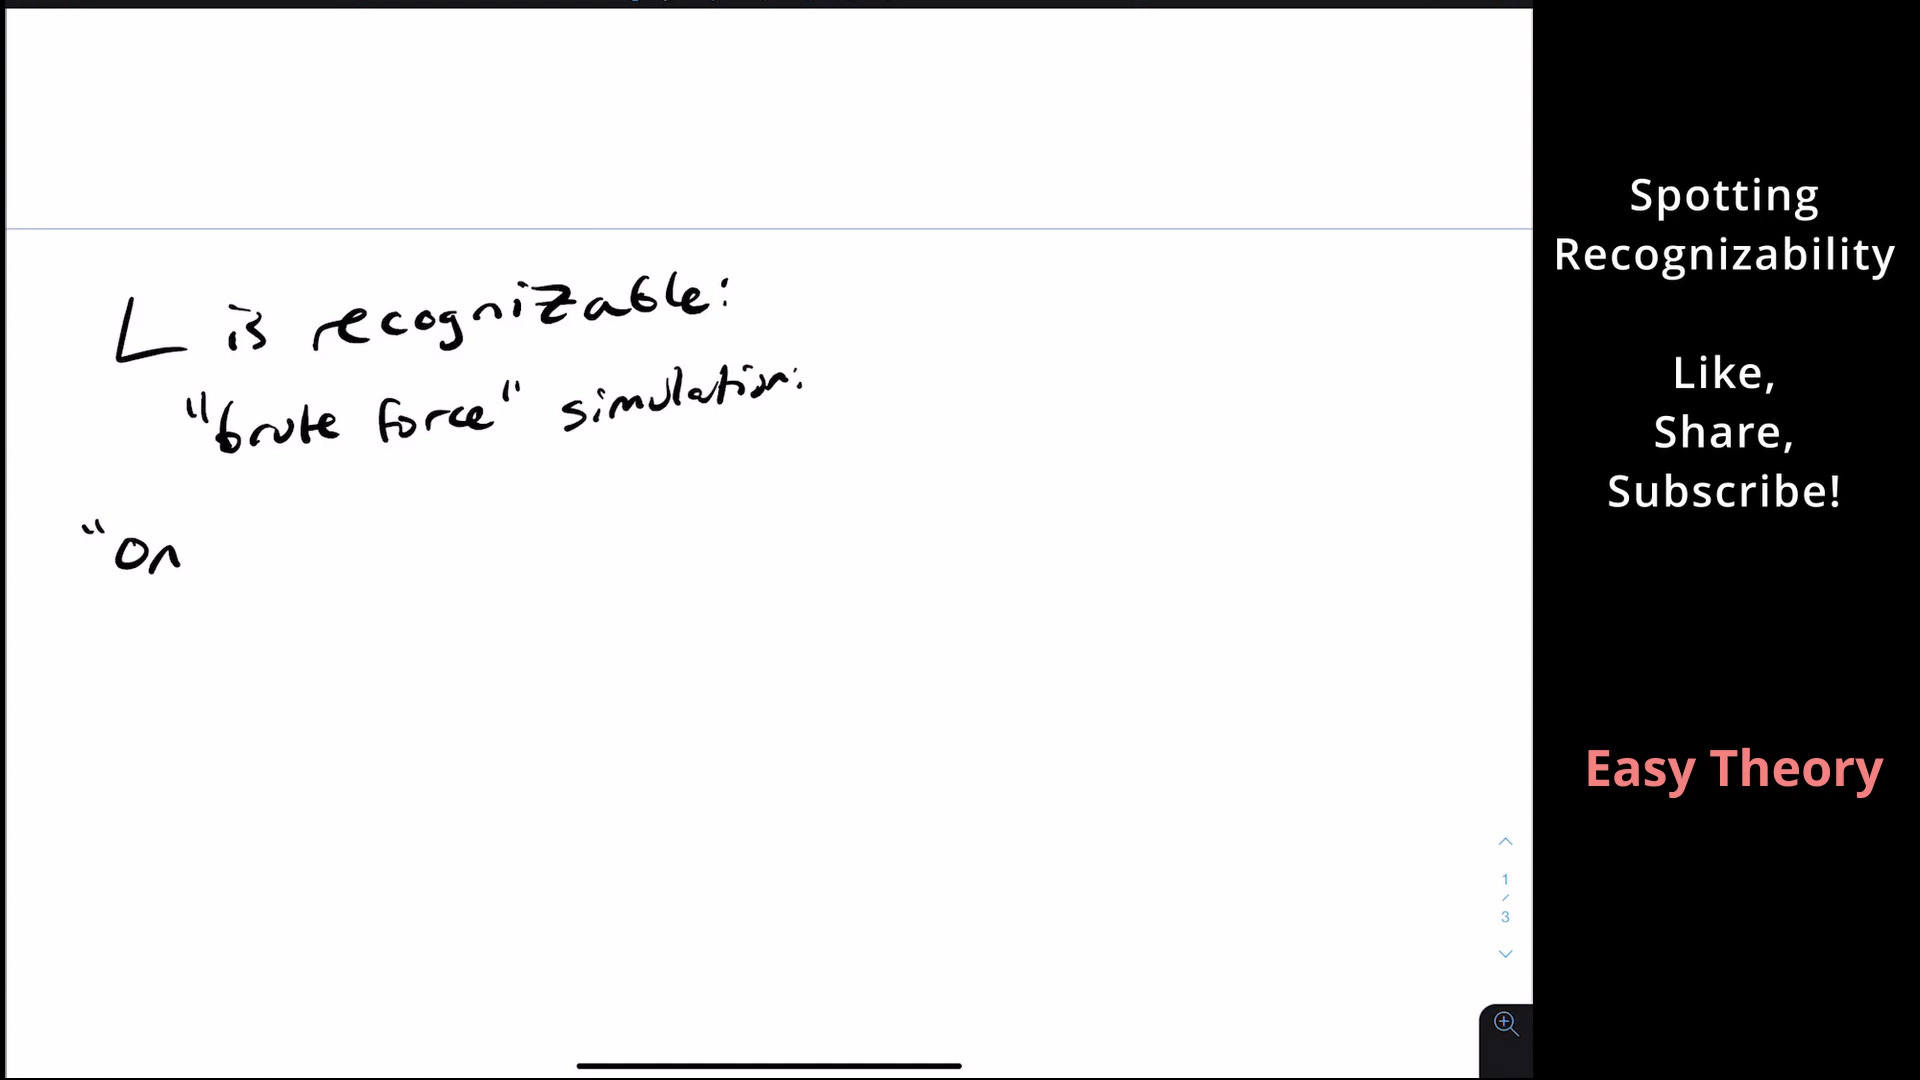 L is recognizable:
"brute force" simulation:
"on
Spotting
Recognizability
Like,
Share,
Subscribe!
Easy Theory
1
/
3